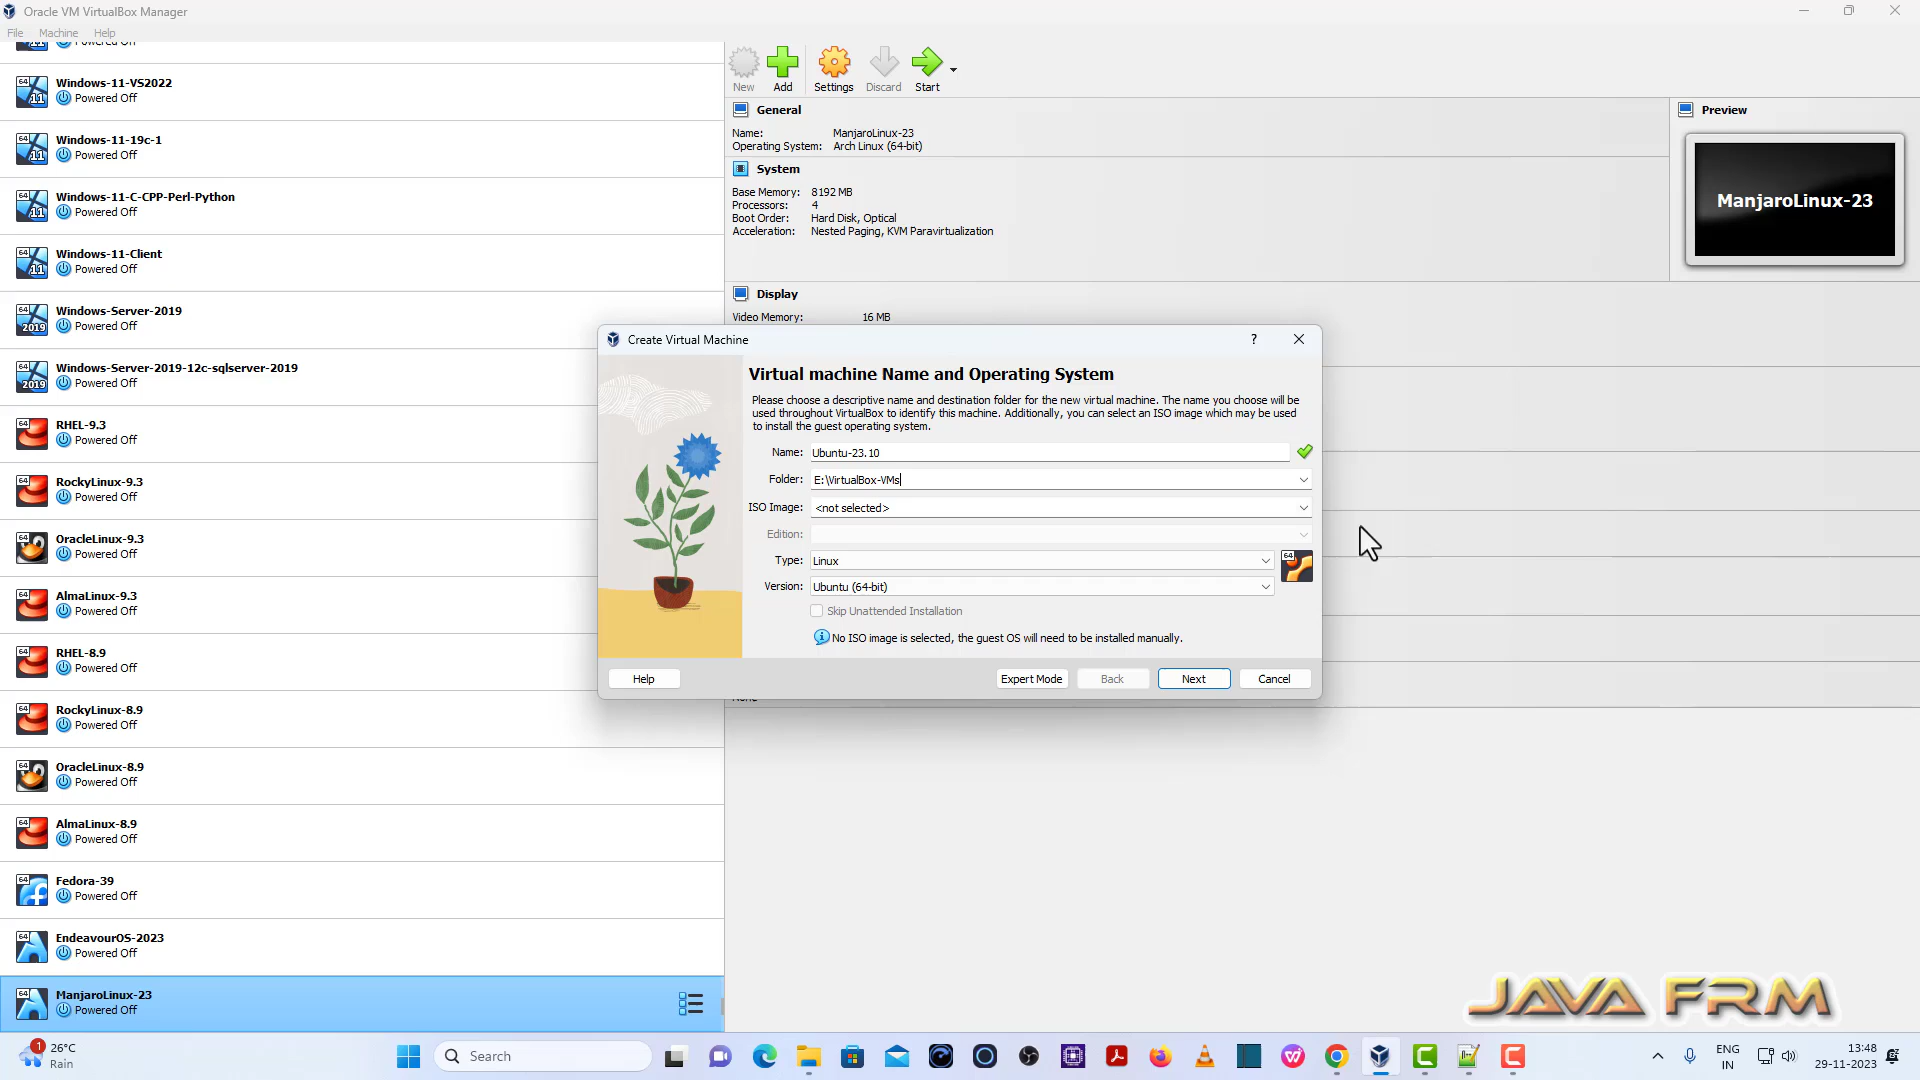 Oracle VM VirtualBox Manager
File Machine Help
Powered Off
Windows-11-VS2022
Powered Off
Windows-11-19c-1
Powered Off
Windows-11-C-CPP-Perl-Python
Powered Off
Windows-11-Client
Powered Off
Windows-Server-2019
Powered Off
Windows-Server-2019-12c-sqlserver-2019
Powered Off
RHEL-9.3
Powered Off
RockyLinux-9.3
Powered Off
OracleLinux-9.3
Powered Off
AlmaLinux-9.3
Powered Off
RHEL-8.9
Powered Off
RockyLinux-8.9
Powered Off
OracleLinux-8.9
Powered Off
AlmaLinux-8.9
Powered Off
Fedora-39
Powered Off
EndeavourOS-2023
Powered Off
ManjaroLinux-23
Powered Off
New Add Settings Discard Start
General
Name: ManjaroLinux-23
Operating System: Arch Linux (64-bit)
System
Base Memory: 8192 MB
Processors: 4
Boot Order: Hard Disk, Optical
Acceleration: Nested Paging, KVM Paravirtualization
Display
Video Memory: 16 MB
Preview
ManjaroLinux-23
Create Virtual Machine
?
Virtual machine Name and Operating System
Please choose a descriptive name and destination folder for the new virtual machine. The name you choose will be
used throughout VirtualBox to identify this machine. Additionally, you can select an ISO image which may be used
to install the guest operating system.
Name: Ubuntu-23.10
Folder: E:\VirtualBox-VMs
ISO Image: <not selected>
Edition:
Type: Linux
64
Version: Ubuntu (64-bit)
Skip Unattended Installation
No ISO image is selected, the guest OS will need to be installed manually.
Help Expert Mode Back Next Cancel
None
JAVA FRM
1
26°C
Rain
Search
ENG
IN
13:48
29-11-2023